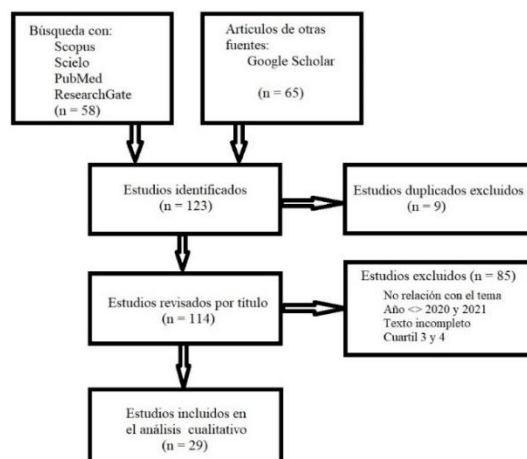 Búsqueda con:
Scopus
Scielo
PubMed
ResearchGate
(n = 58)
Artículos de otras
fuentes:
Google Scholar
(n = 65)
Estudios identificados
(n = 123)
Estudios duplicados excluidos
(n = 9)
Estudios revisados por título
(n = 114)
Estudios excluidos (n = 85)
No relación con el tema
Año <> 2020 y 2021
Texto incompleto
Cuartil 3 y 4
Estudios incluidos en
el análisis cualitativo
(n = 29)